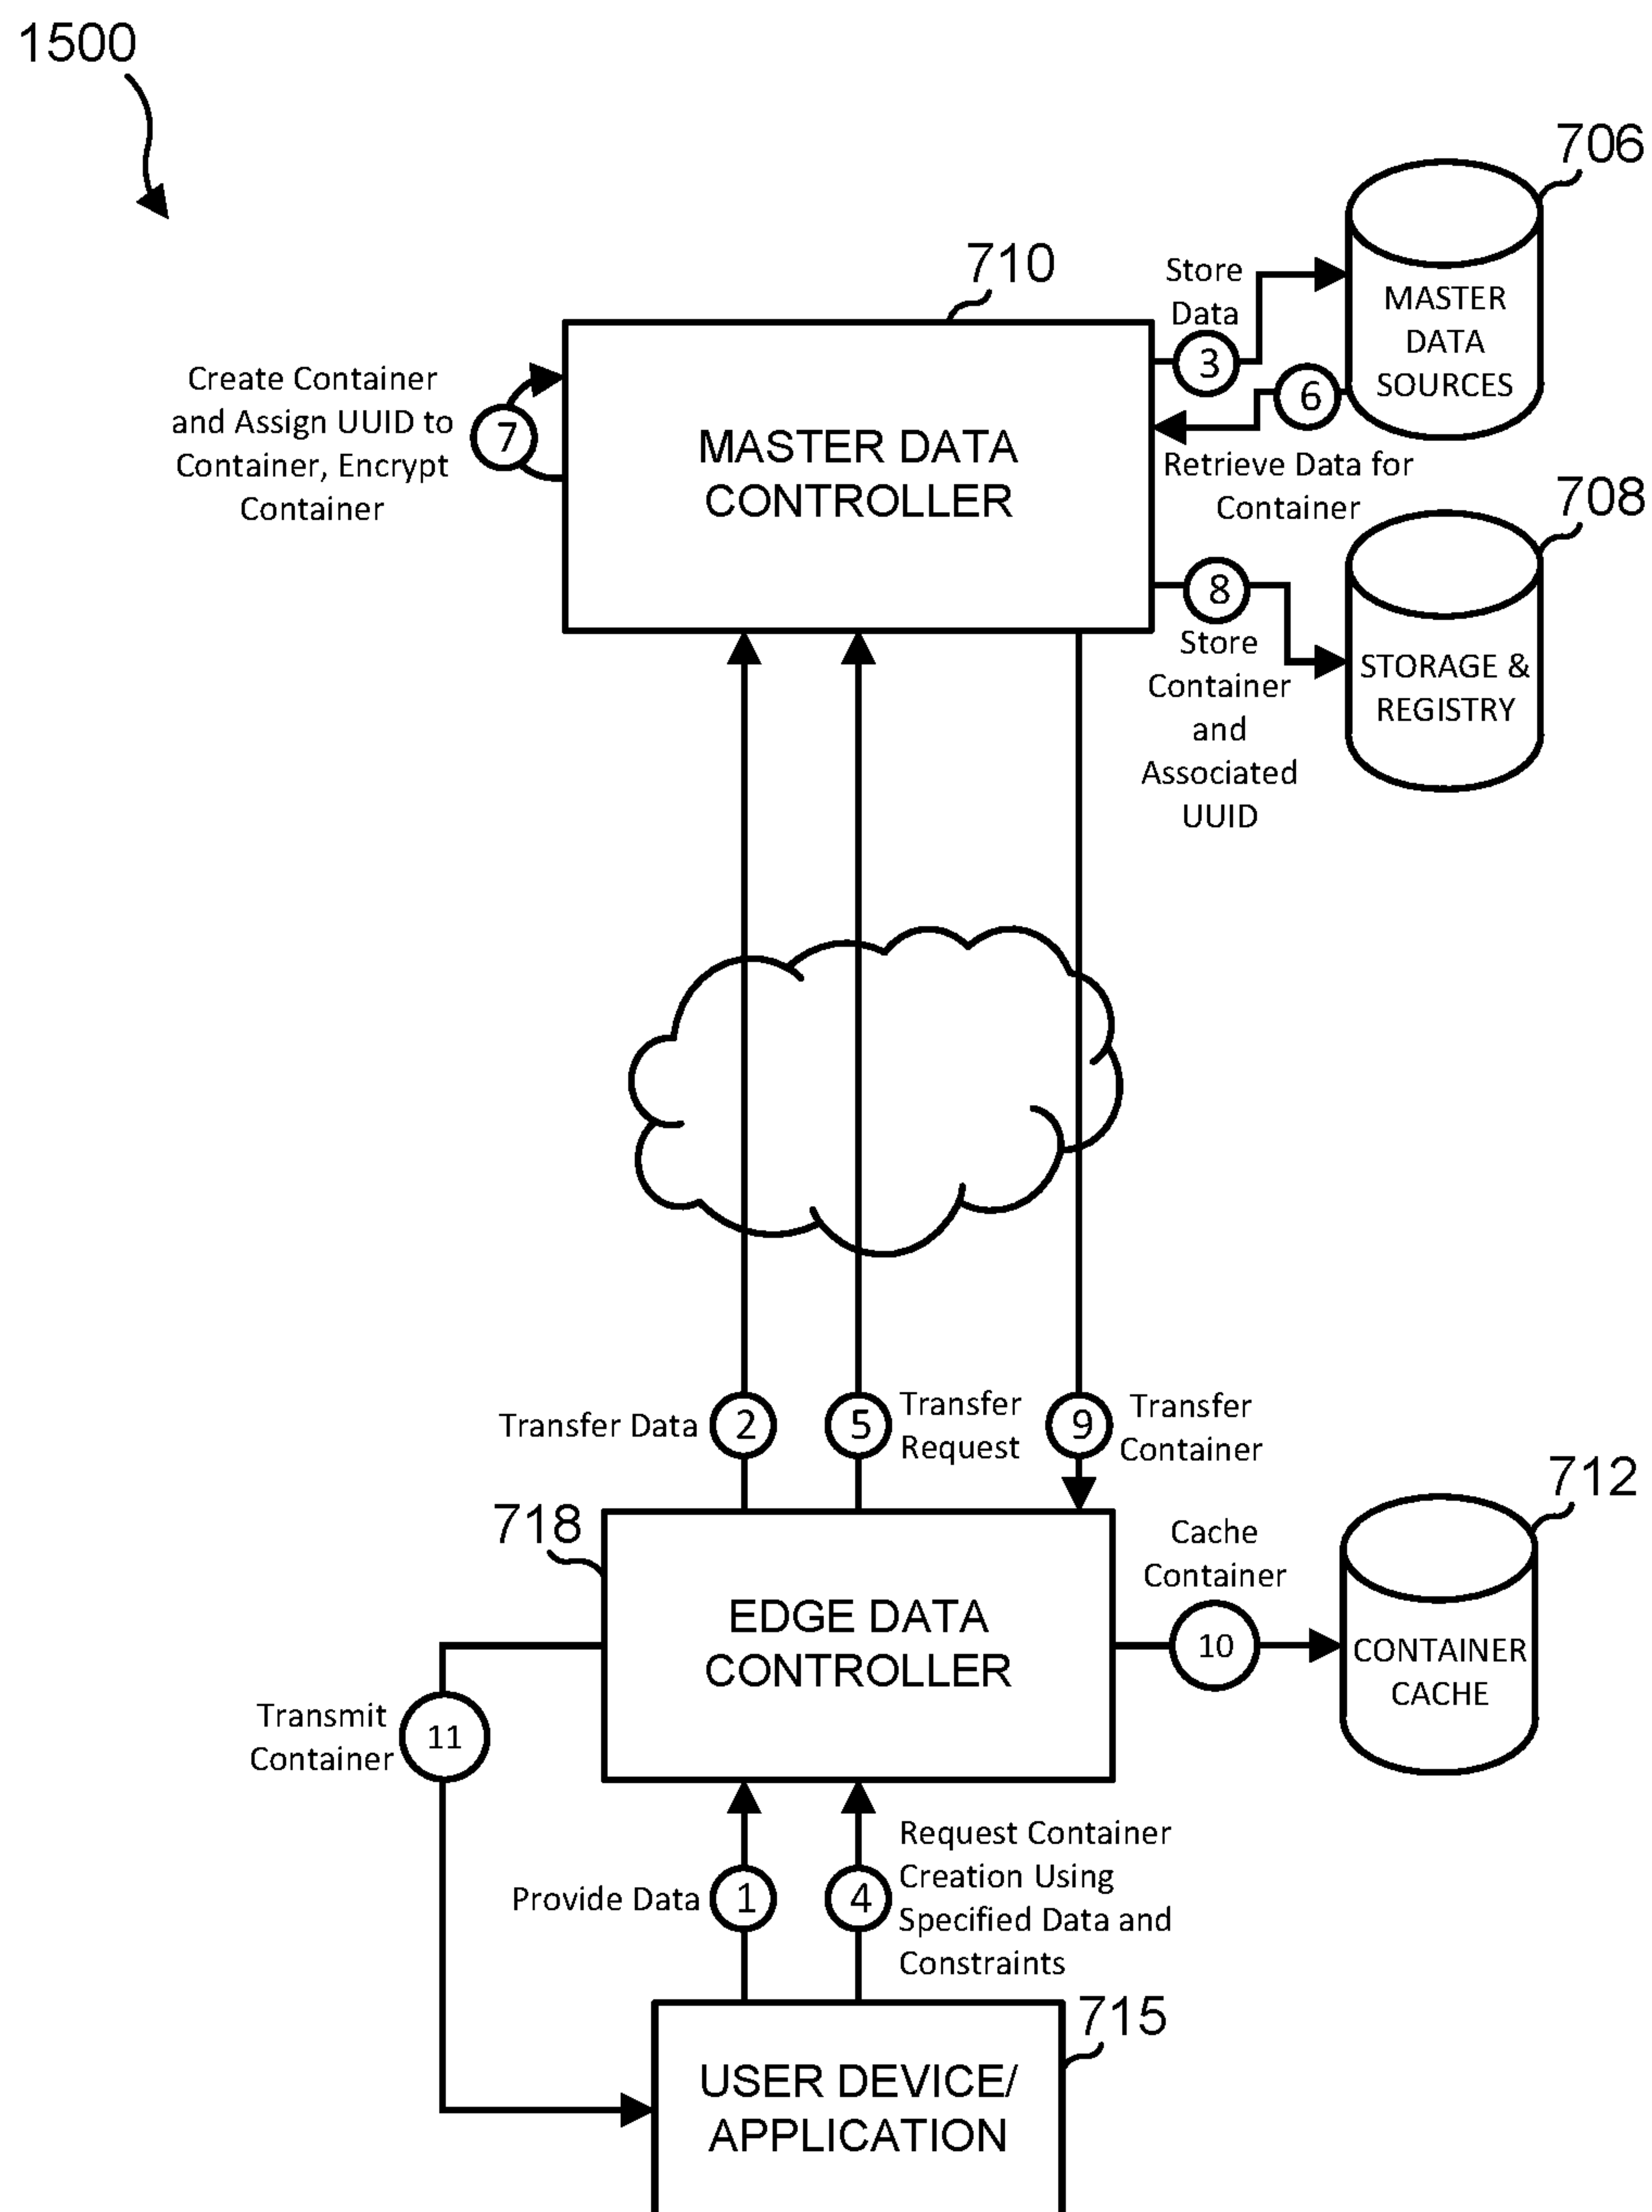 1500
706
710
Store
Data
3
MASTER
DATA
SOURCES
6
Create Container
and Assign UUID to
Container, Encrypt
Container
7
MASTER DATA
CONTROLLER
Retrieve Data for
Container
708
8
Store
Container
and
Associated
UUID
STORAGE &
REGISTRY
Transfer Data
2
5
Transfer
Request
9
Transfer
Container
718
EDGE DATA
CONTROLLER
Cache
Container
10
712
CONTAINER
CACHE
Transmit
Container
11
Provide Data
1
4
Request Container
Creation Using
Specified Data and
Constraints
715
USER DEVICE/
APPLICATION